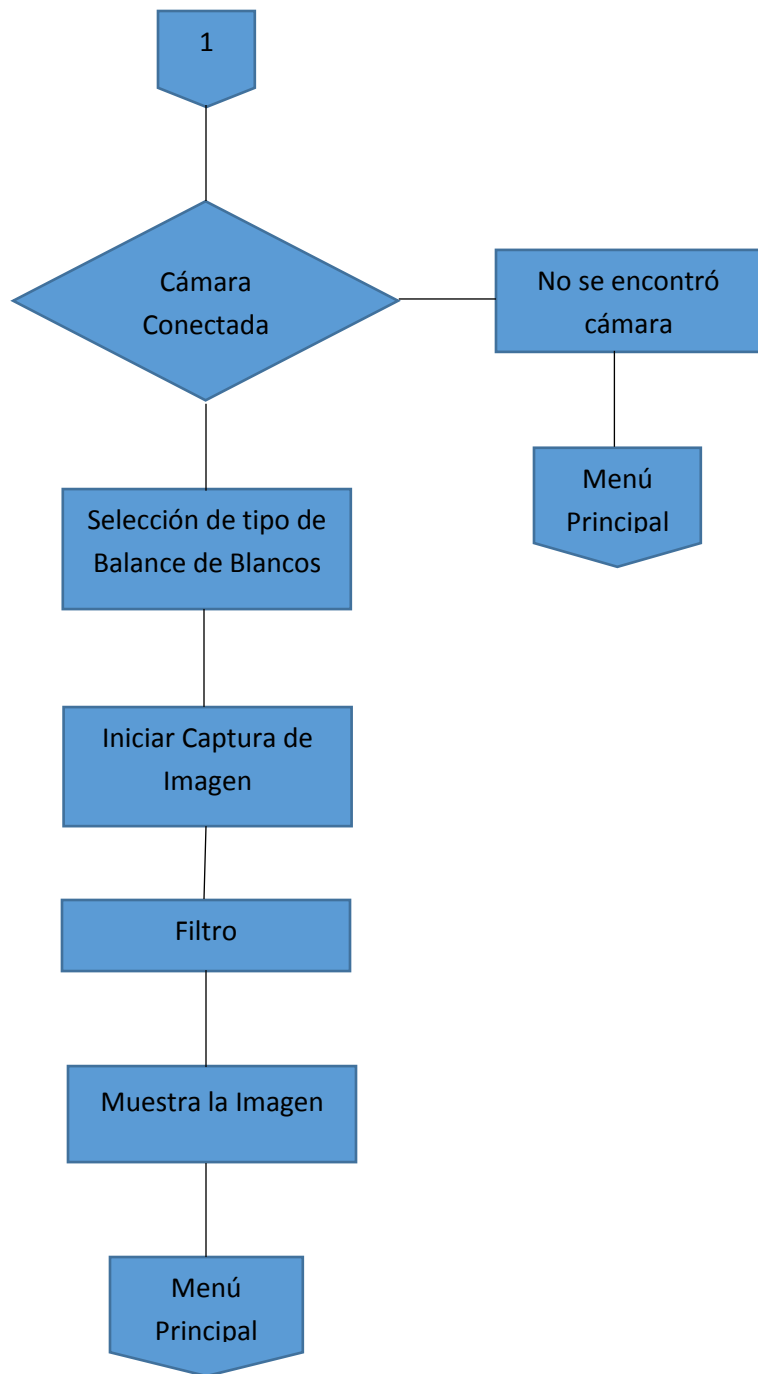 1
Cámara
Conectada
No se encontró
cámara
Menú
Principal
Selección de tipo de
Balance de Blancos
Iniciar Captura de
Imagen
Filtro
Muestra la Imagen
Menú
Principal